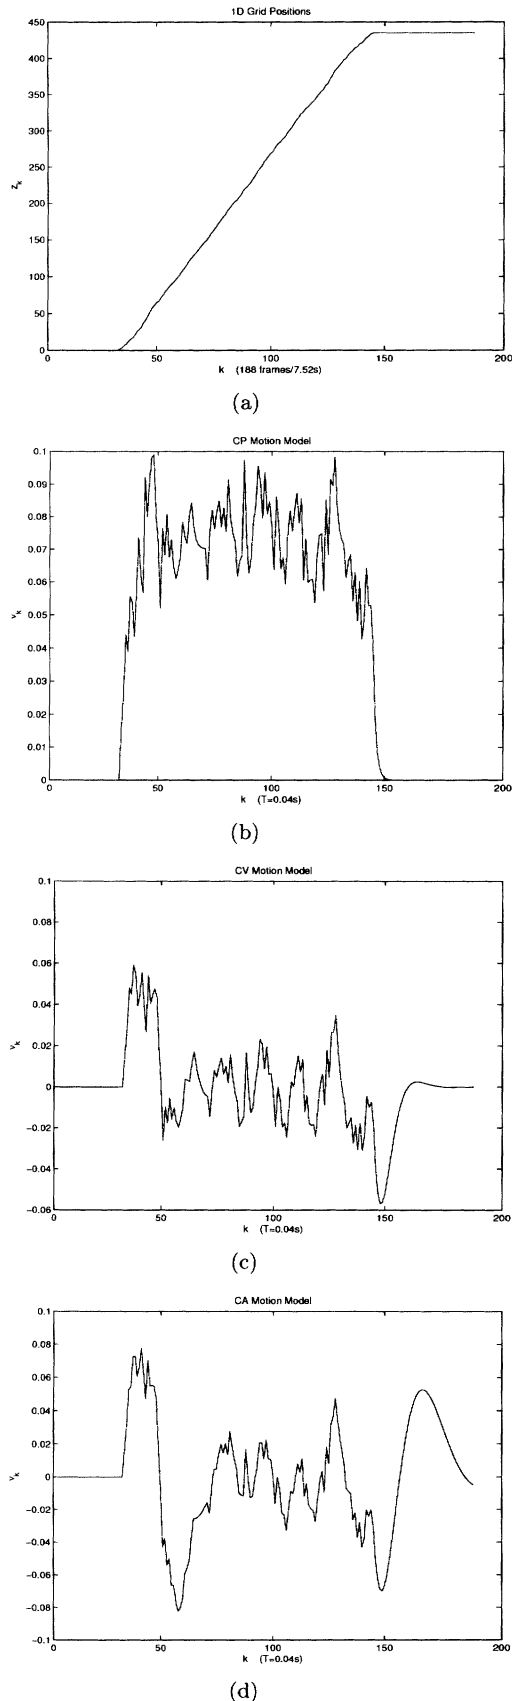 1D Grid Positions
450
400
350
300
250
200
150
100
50
0
z_k
0 50 100 150 200
k (188 frames/7.52s)
(a)
CP Motion Model
0.1
0.09
0.08
0.07
0.06
0.05
0.04
0.03
0.02
0.01
0
v_k
0 50 100 150 200
k (T=0.04s)
(b)
CV Motion Model
0.1
0.08
0.06
0.04
0.02
0
−0.02
−0.04
−0.06
v_k
0 50 100 150 200
k (T=0.04s)
(c)
CA Motion Model
0.1
0.08
0.06
0.04
0.02
0
−0.02
−0.04
−0.06
−0.08
−0.1
v_k
0 50 100 150 200
k (T=0.04s)
(d)